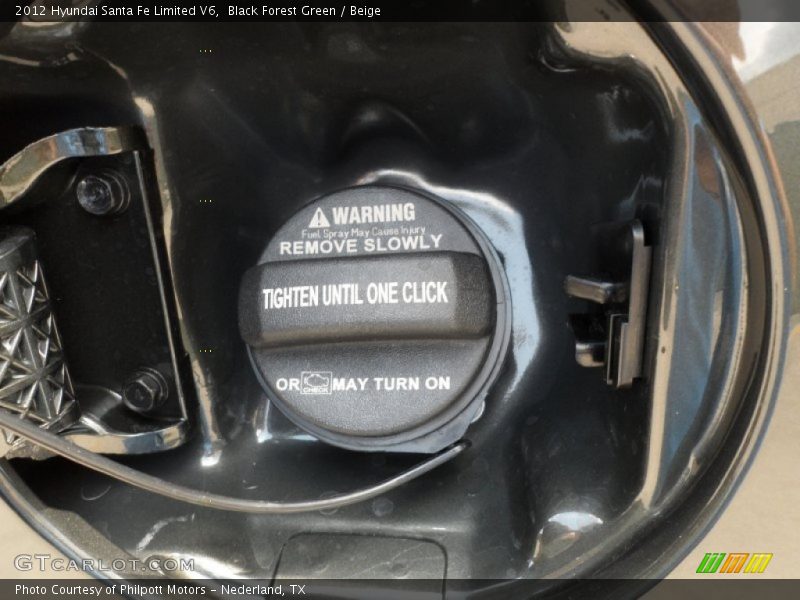 2012 Hyundai Santa Fe Limited V6, Black Forest Green / Beige
WARNING
Fuel Spray May Cause Injury
REMOVE SLOWLY
TIGHTEN UNTIL ONE CLICK
OR CHECK MAY TURN ON
GTcarlot.com
Photo Courtesy of Philpott Motors - Nederland, TX